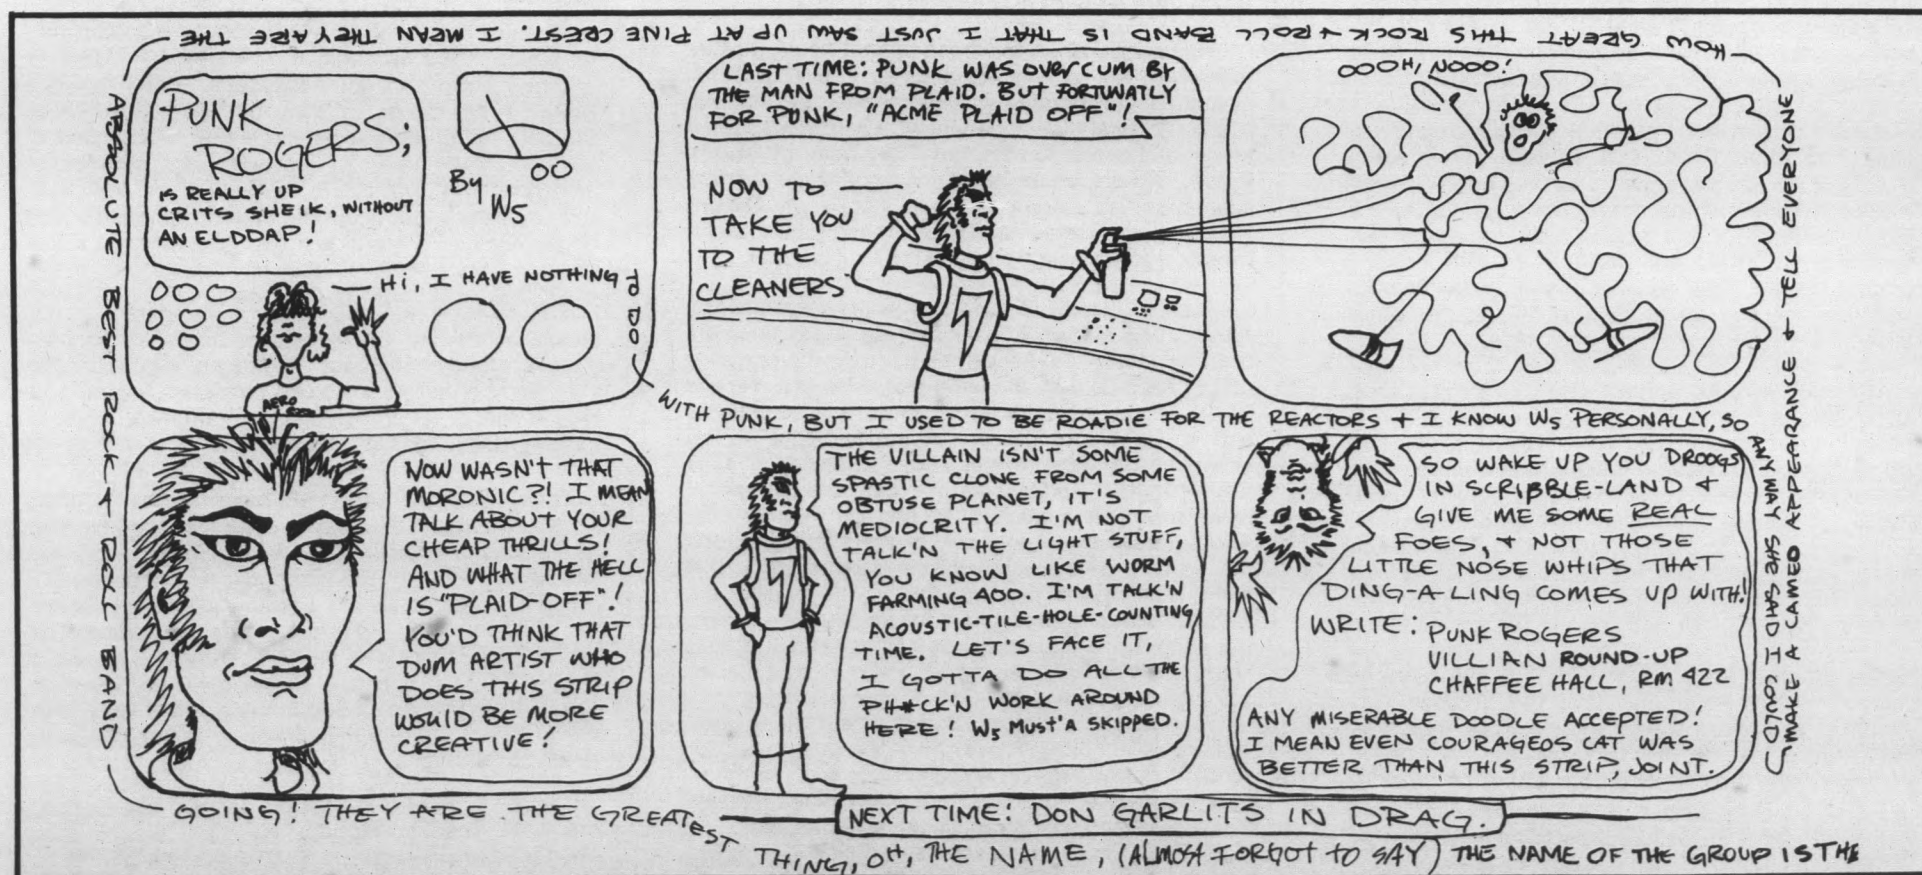 PUNK
ROGERS;
IS REALLY UP
CRITS SHEIK, WITHOUT
AN ELDDAP!
By
W5
HI, I HAVE NOTHING TO DO
AERO
LAST TIME: PUNK WAS OVERCUM BY
THE MAN FROM PLAID. BUT FORTUNATLY
FOR PUNK, "ACME PLAID OFF"!
NOW TO
TAKE YOU
TO THE
CLEANERS
OOOH, NOOO!
WITH PUNK, BUT I USED TO BE ROADIE FOR THE REACTORS + I KNOW W5 PERSONALLY, SO
ANY WAY SHE SAID I COULD
MAKE A CAMEO APPEARANCE & TELL EVERYONE
HOW GREAT THIS ROCK & ROLL BAND IS THAT I JUST SAW UP AT PINE CREST. I MEAN THEY ARE THE
ABSOLUTE BEST ROCK & ROLL BAND
GOING! THEY ARE THE GREATEST
THING, OH, THE NAME, (ALMOST FORGOT TO SAY) THE NAME OF THE GROUP IS THE
NOW WASN'T THAT
MORONIC?! I MEAN
TALK ABOUT YOUR
CHEAP THRILLS!
AND WHAT THE HELL
IS "PLAID-OFF"!
YOU'D THINK THAT
DUM ARTIST WHO
DOES THIS STRIP
WOULD BE MORE
CREATIVE!
THE VILLAIN ISN'T SOME
SPASTIC CLONE FROM SOME
OBTUSE PLANET, IT'S
MEDIOCRITY. I'M NOT
TALK'N THE LIGHT STUFF,
YOU KNOW LIKE WORM
FARMING 400. I'M TALK'N
ACOUSTIC-TILE-HOLE-COUNTING
TIME. LET'S FACE IT,
I GOTTA DO ALL THE
PH#CK'N WORK AROUND
HERE! W5 MUST'A SKIPPED.
SO WAKE UP YOU DROOGS
IN SCRIBBLE-LAND &
GIVE ME SOME REAL
FOES, & NOT THOSE
LITTLE NOSE WHIPS THAT
DING-A-LING COMES UP WITH!
WRITE: PUNK ROGERS
VILLIAN ROUND-UP
CHAFFEE HALL, RM 422
ANY MISERABLE DOODLE ACCEPTED!
I MEAN EVEN COURAGEOS CAT WAS
BETTER THAN THIS STRIP, JOINT.
NEXT TIME: DON GARLITS IN DRAG.